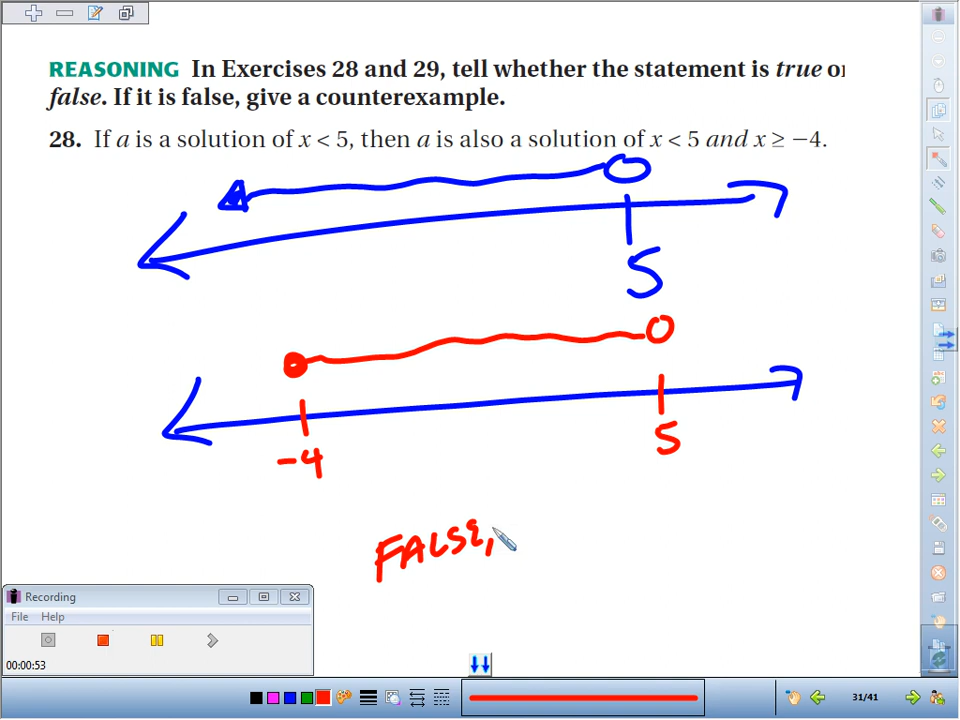 REASONING In Exercises 28 and 29, tell whether the statement is true or
false. If it is false, give a counterexample.
28. If a is a solution of x < 5, then a is also a solution of x < 5 and x ≥ −4.
5
-4
5
FALSE,
Recording
File Help
00:00:53
31/41